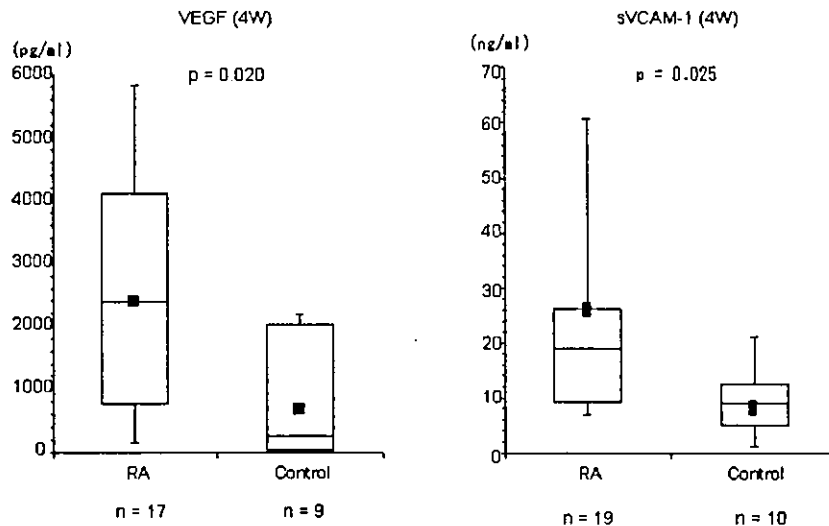 VEGF (4W)
(pg/ml)
p = 0.020
6000
5000
4000
3000
2000
1000
0
RA
Control
n = 17
n = 9
sVCAM-1 (4W)
(ng/ml)
p = 0.025
70
60
50
40
30
20
10
0
RA
Control
n = 19
n = 10